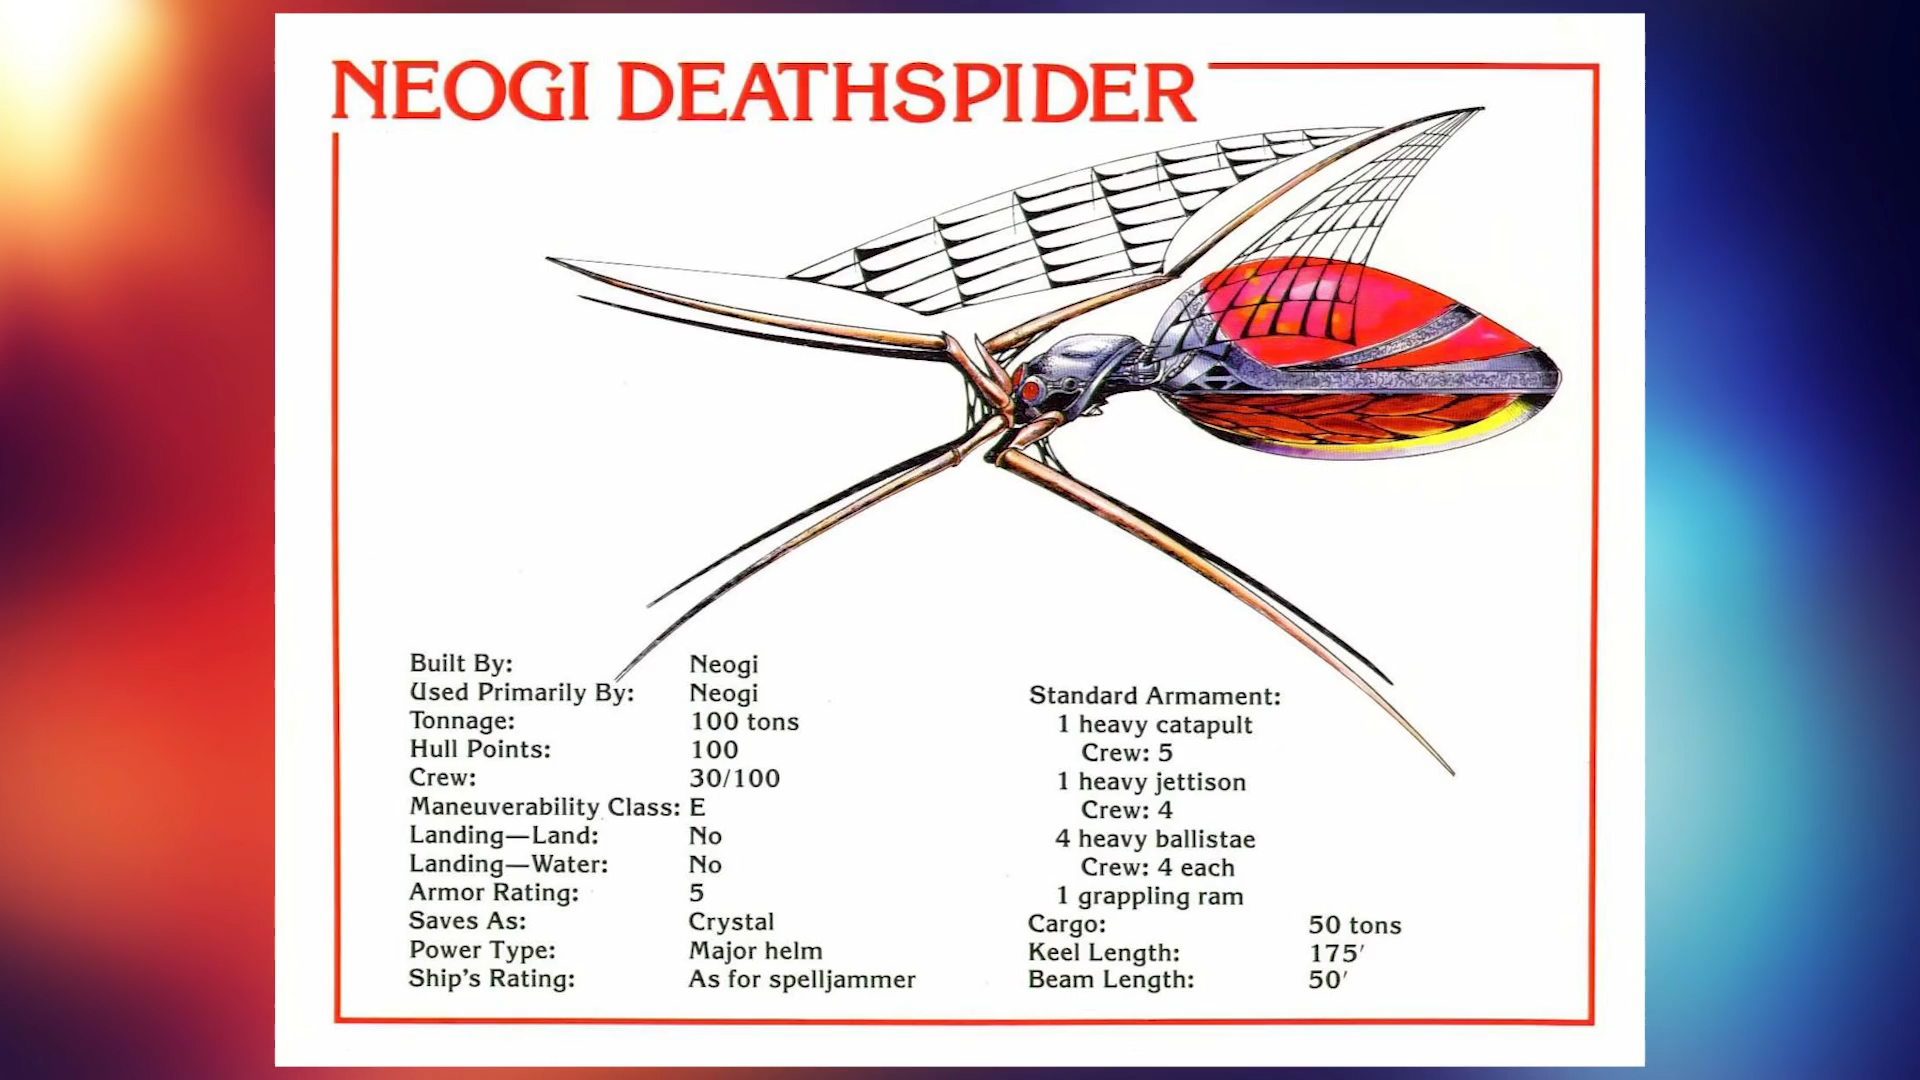 NEOGI DEATHSPIDER
Built By: Neogi
Used Primarily By: Neogi
Tonnage: 100 tons
Hull Points: 100
Crew: 30/100
Maneuverability Class: E
Landing—Land: No
Landing—Water: No
Armor Rating: 5
Saves As: Crystal
Power Type: Major helm
Ship's Rating: As for spelljammer
Standard Armament:
1 heavy catapult
Crew: 5
1 heavy jettison
Crew: 4
4 heavy ballistae
Crew: 4 each
1 grappling ram
Cargo: 50 tons
Keel Length: 175′
Beam Length: 50′